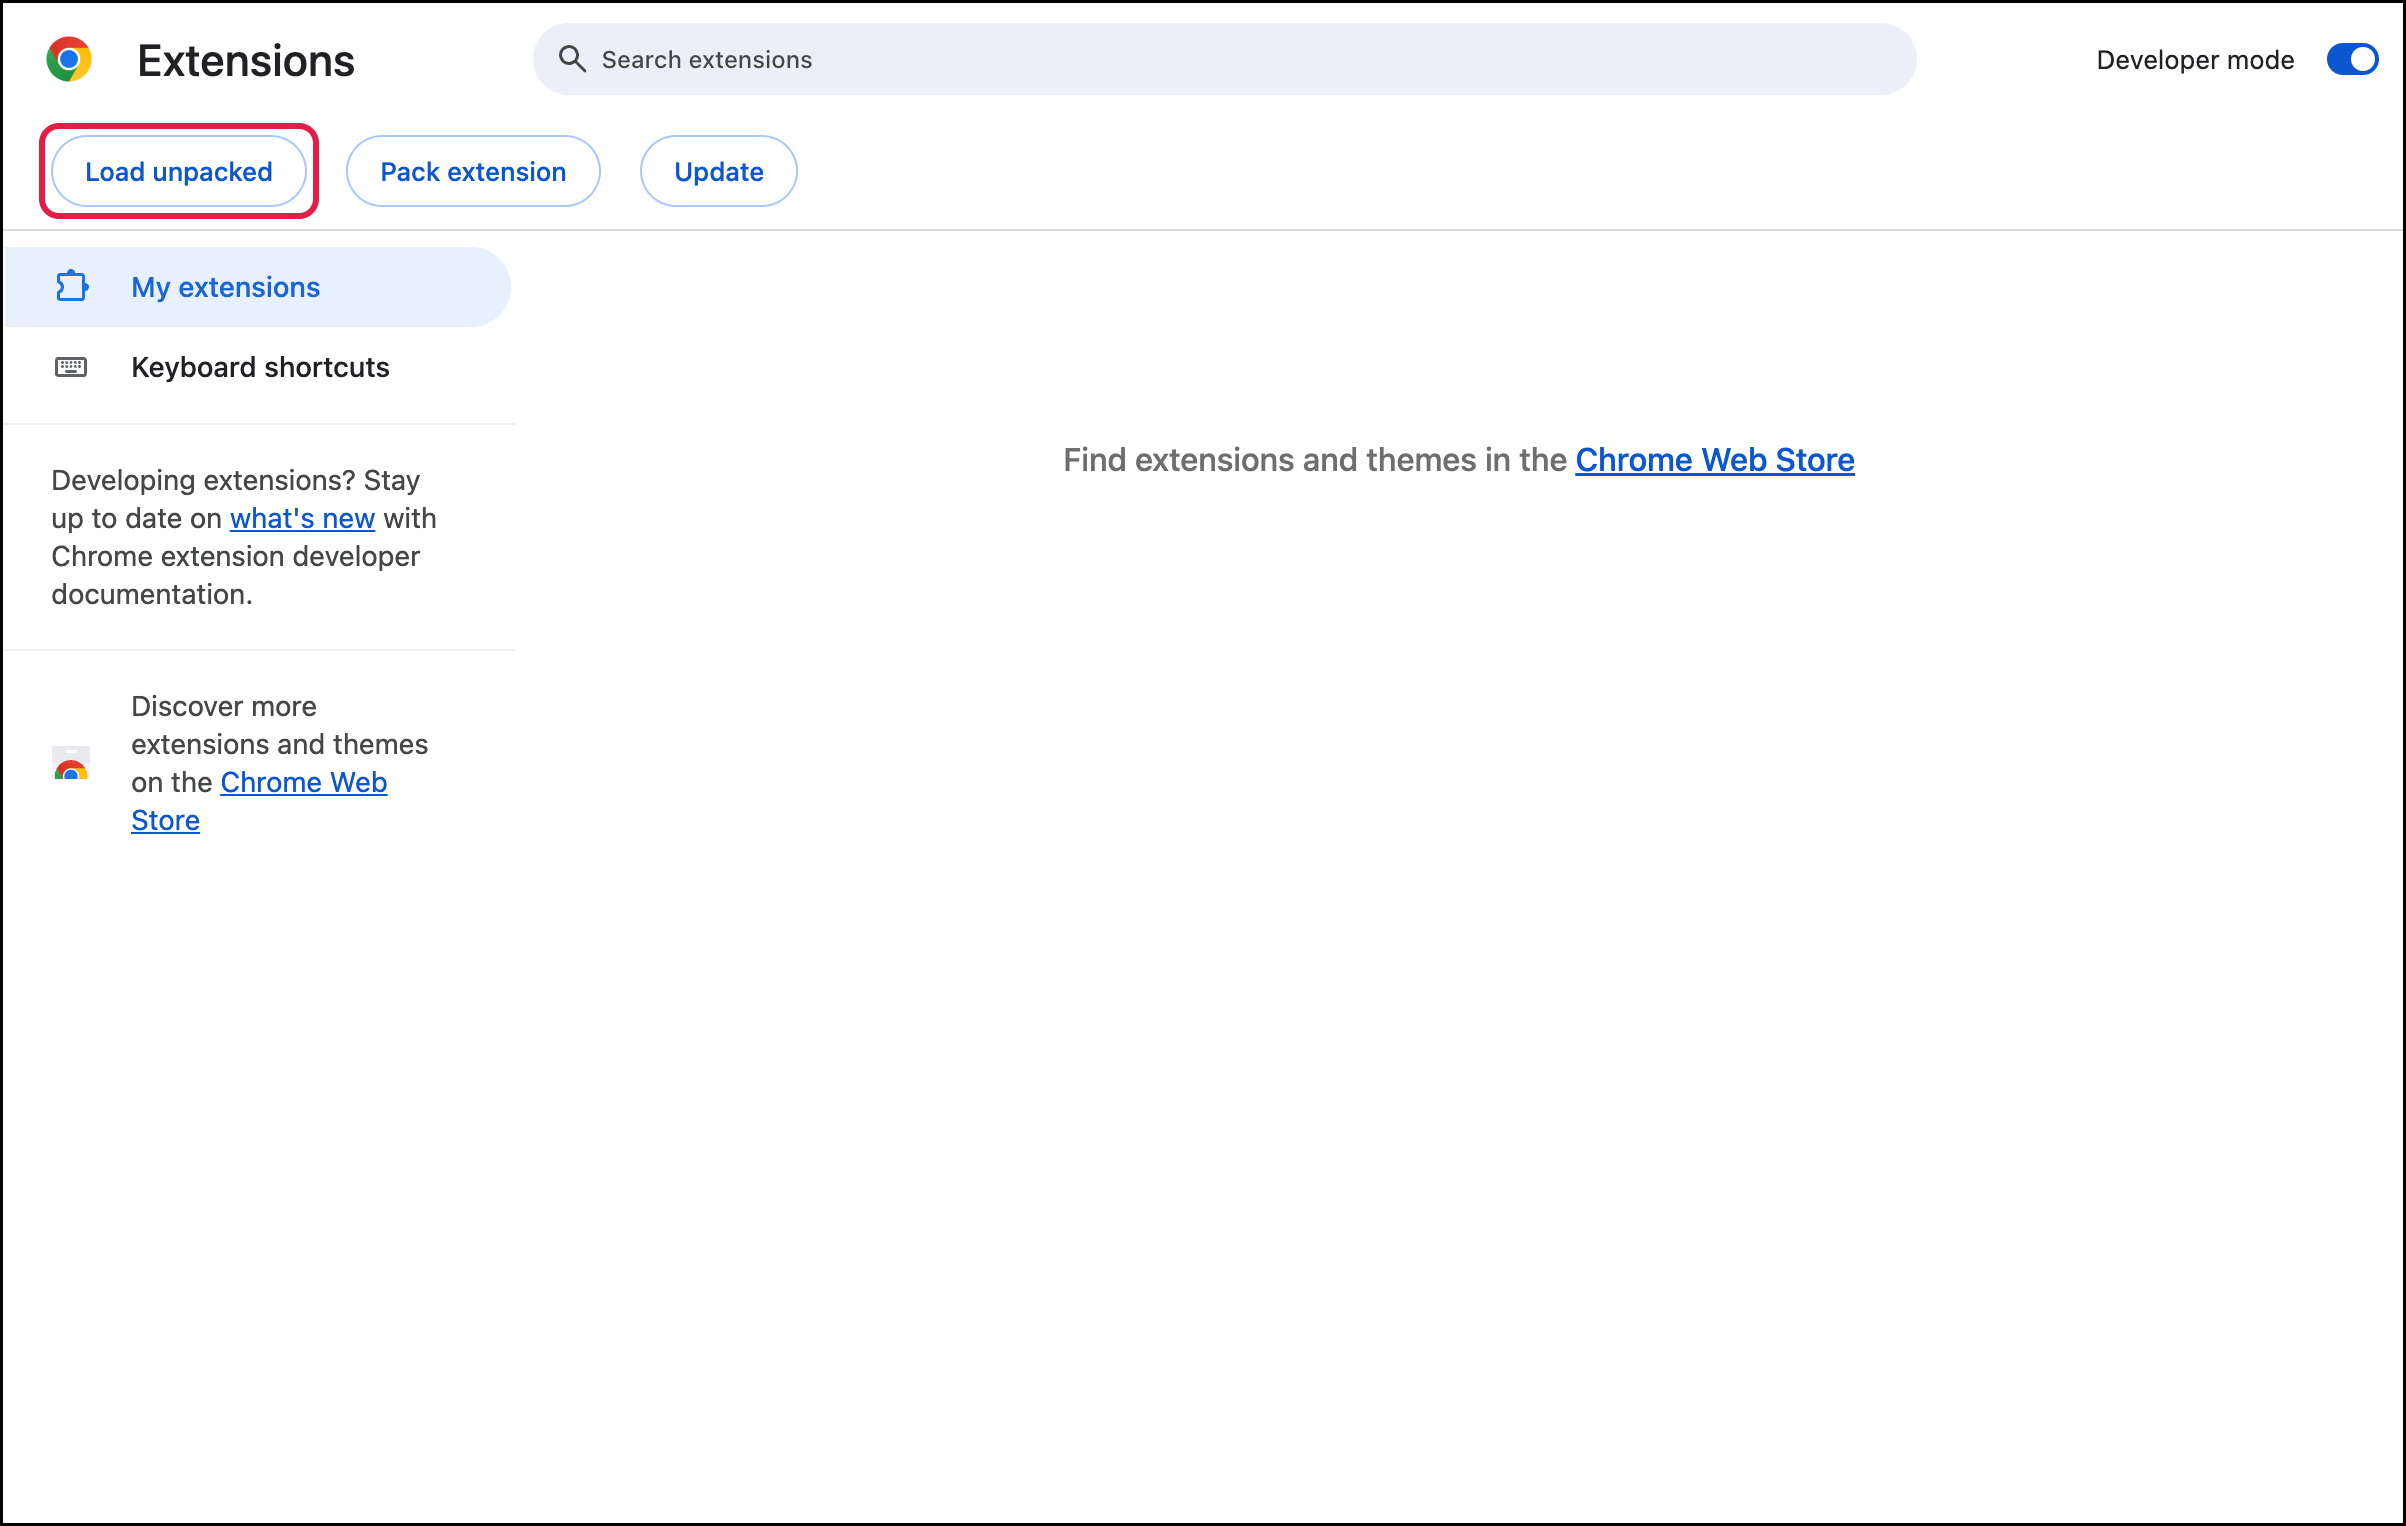 Extensions
Search extensions
Developer mode
Load unpacked
Pack extension
Update
My extensions
Keyboard shortcuts
Developing extensions? Stay
up to date on what's new with
Chrome extension developer
documentation.
Discover more
extensions and themes
on the Chrome Web
Store
Find extensions and themes in the Chrome Web Store